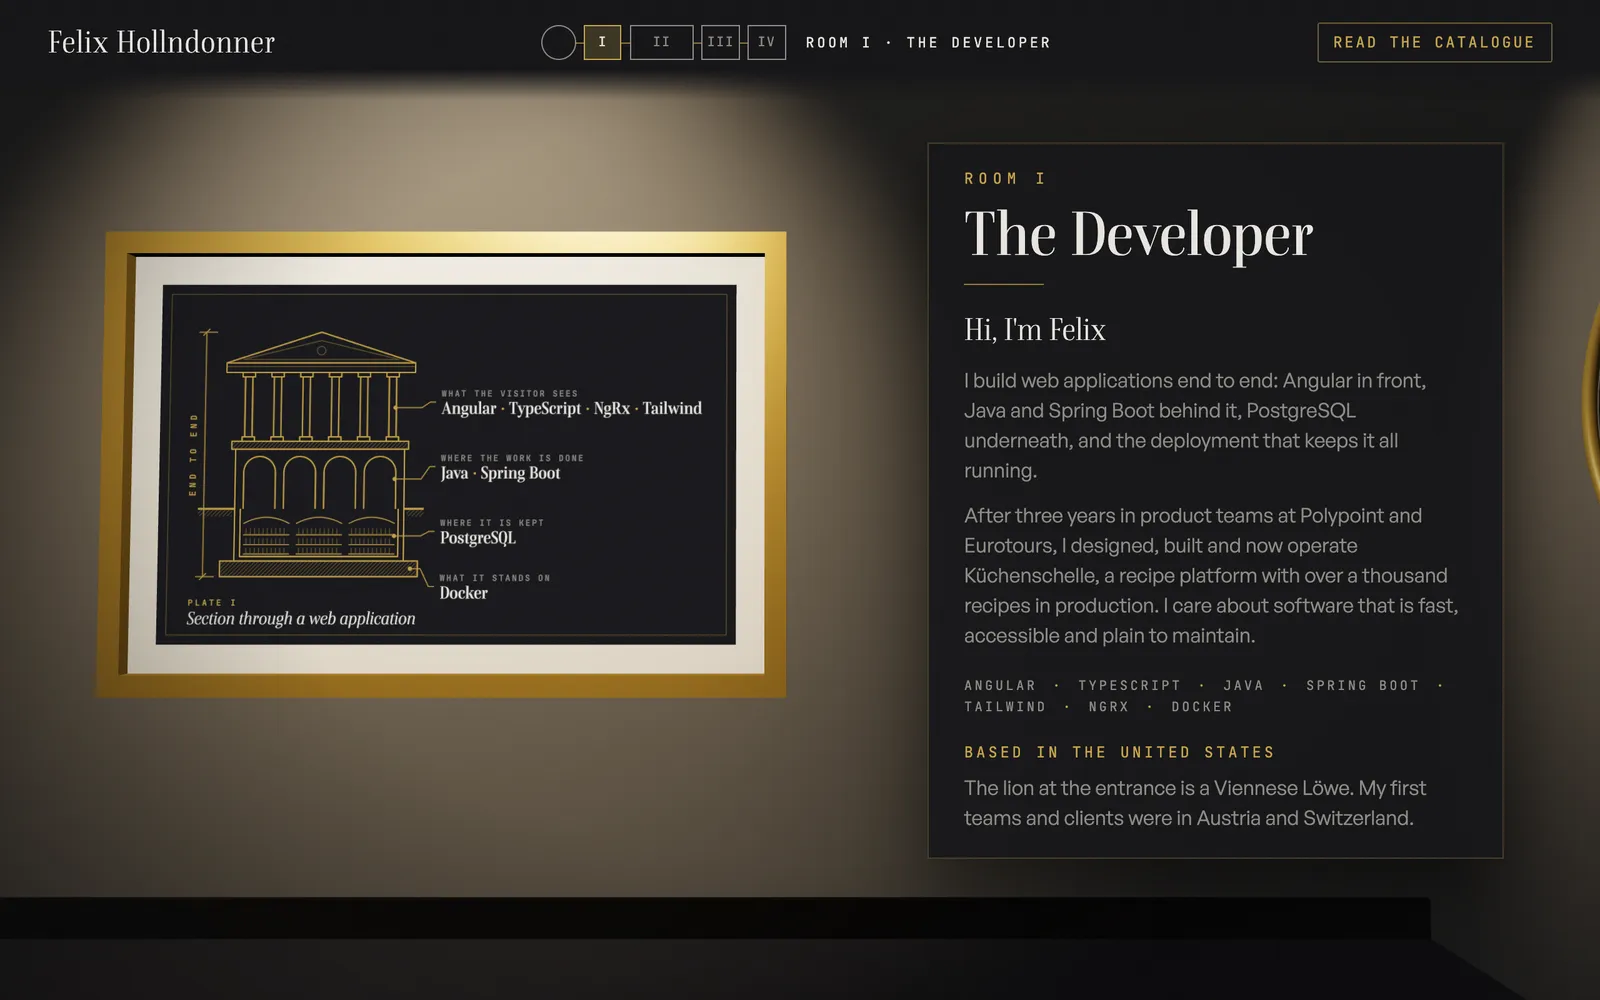 Felix Hollndonner
I
II
III
IV
ROOM I · THE DEVELOPER
READ THE CATALOGUE
END TO END
WHAT THE VISITOR SEES
Angular · TypeScript · NgRx · Tailwind
WHERE THE WORK IS DONE
Java · Spring Boot
WHERE IT IS KEPT
PostgreSQL
WHAT IT STANDS ON
Docker
PLATE I
Section through a web application
ROOM I
The Developer
Hi, I'm Felix
I build web applications end to end: Angular in front,
Java and Spring Boot behind it, PostgreSQL
underneath, and the deployment that keeps it all
running.
After three years in product teams at Polypoint and
Eurotours, I designed, built and now operate
Küchenschelle, a recipe platform with over a thousand
recipes in production. I care about software that is fast,
accessible and plain to maintain.
ANGULAR · TYPESCRIPT · JAVA · SPRING BOOT ·
TAILWIND · NGRX · DOCKER
BASED IN THE UNITED STATES
The lion at the entrance is a Viennese Löwe. My first
teams and clients were in Austria and Switzerland.